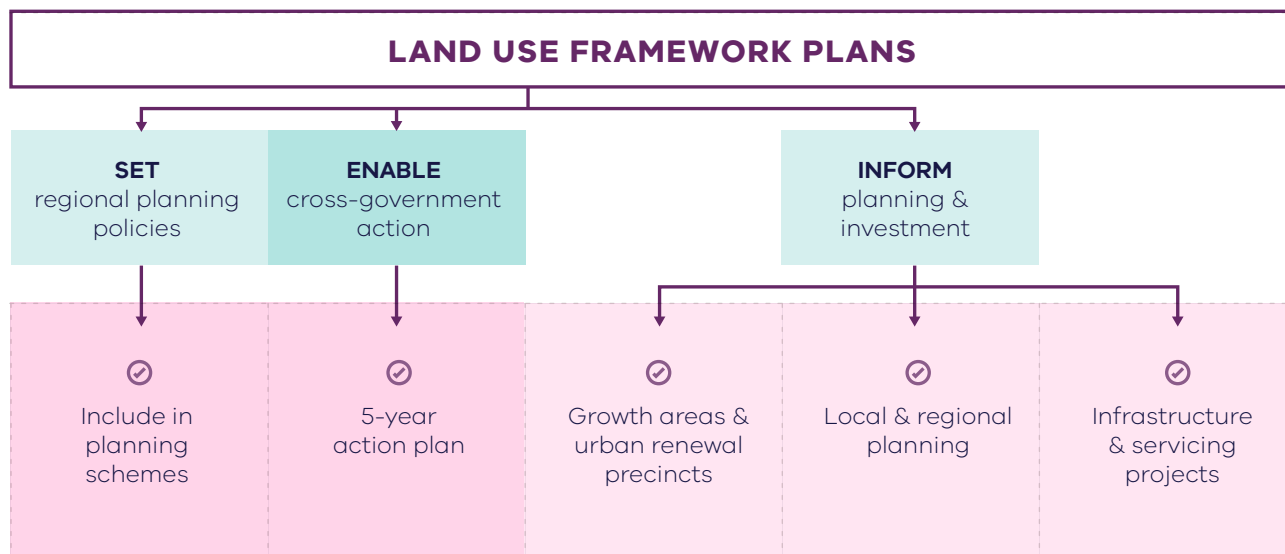 LAND USE FRAMEWORK PLANS
SET
regional planning
policies
ENABLE
cross-government
action
INFORM
planning &
investment
Include in
planning
schemes
5-year
action plan
Growth areas &
urban renewal
precincts
Local & regional
planning
Infrastructure
& servicing
projects